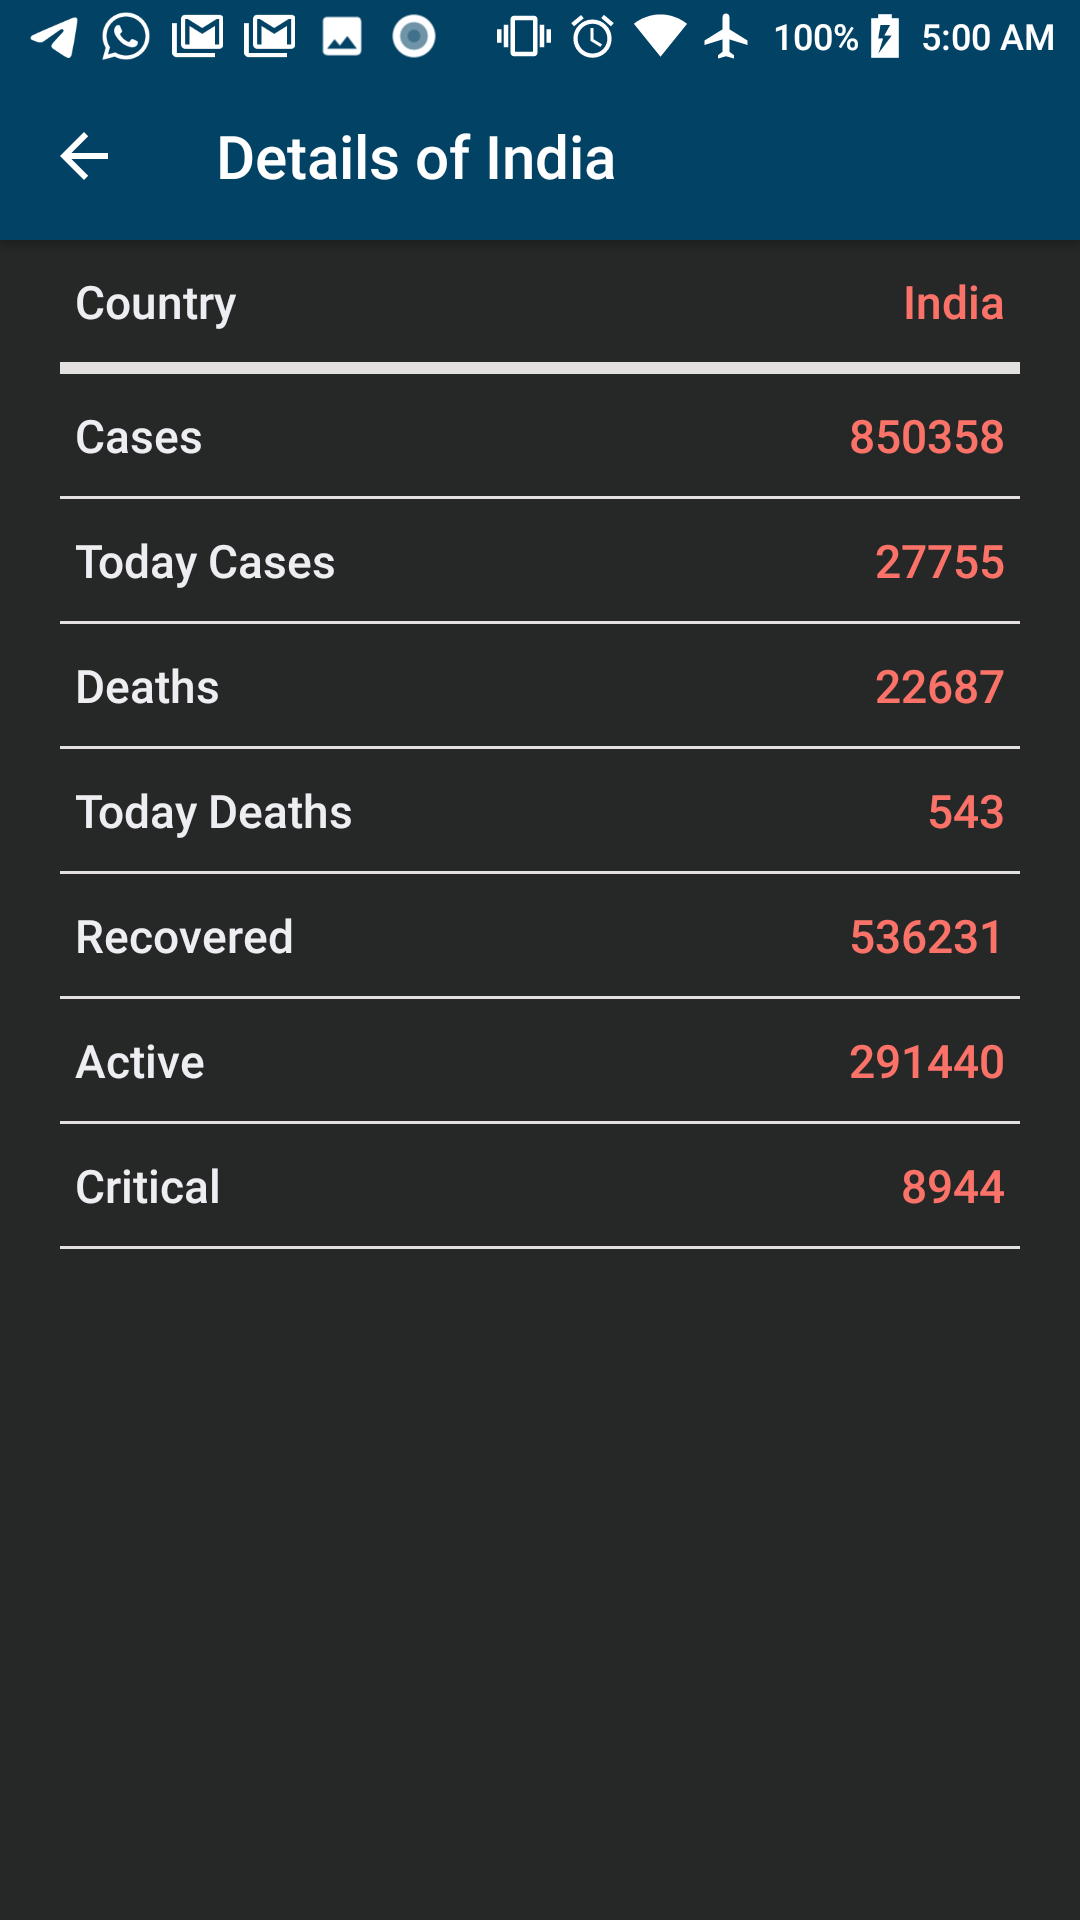 100% 5:00 AM
Details of India
Country India
Cases 850358
Today Cases 27755
Deaths 22687
Today Deaths 543
Recovered 536231
Active 291440
Critical 8944